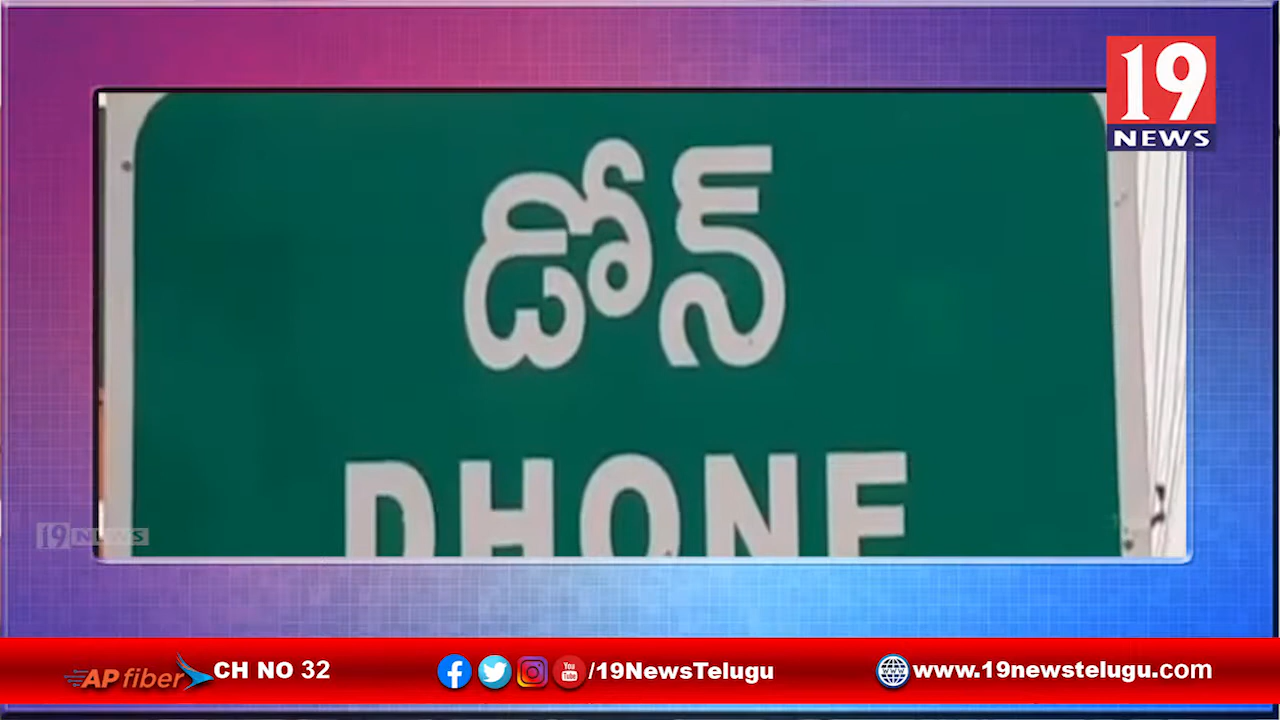 19
NEWS
డోన్
DHONE
19 NEWS
AP fiber CH NO 32
/19NewsTelugu
www.19newstelugu.com